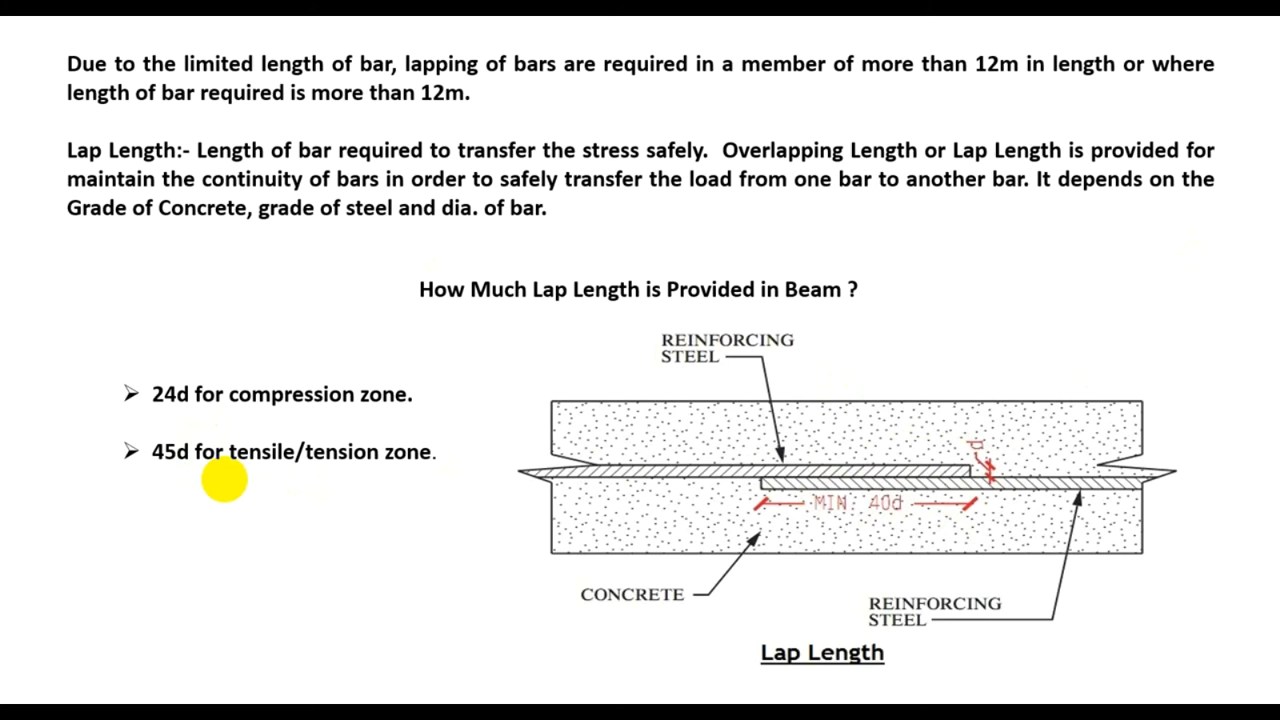 Due to the limited length of bar, lapping of bars are required in a member of more than 12m in length or where
length of bar required is more than 12m.
Lap Length:- Length of bar required to transfer the stress safely. Overlapping Length or Lap Length is provided for
maintain the continuity of bars in order to safely transfer the load from one bar to another bar. It depends on the
Grade of Concrete, grade of steel and dia. of bar.
How Much Lap Length is Provided in Beam ?
REINFORCING
STEEL
24d for compression zone.
45d for tensile/tension zone.
d
MIN. 40d
CONCRETE
REINFORCING
STEEL
Lap Length